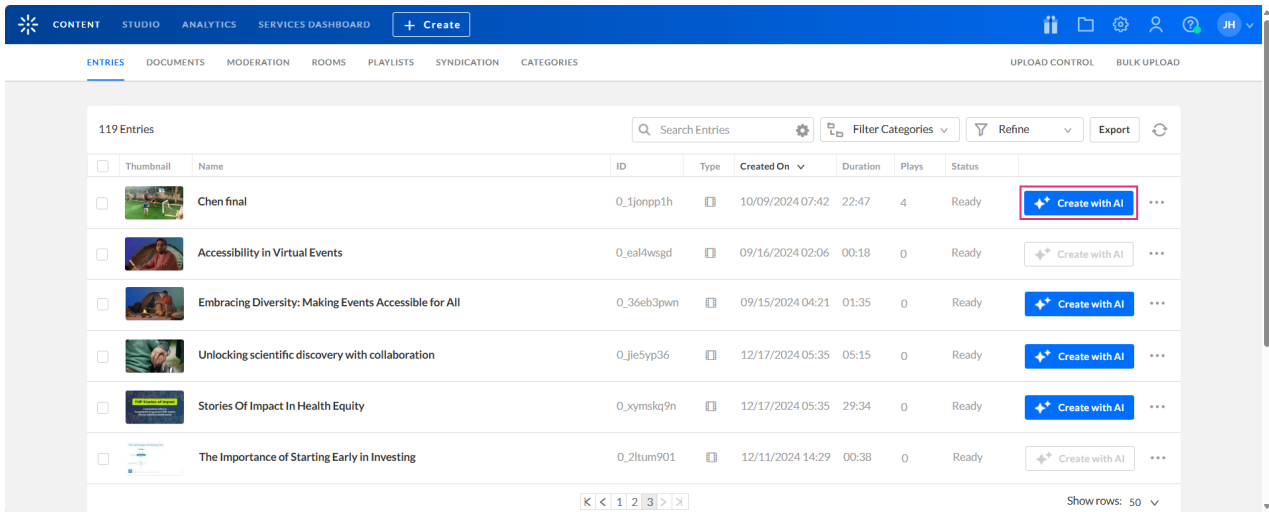 CONTENT STUDIO ANALYTICS SERVICES DASHBOARD + Create JH
ENTRIES DOCUMENTS MODERATION ROOMS PLAYLISTS SYNDICATION CATEGORIES UPLOAD CONTROL BULK UPLOAD
119 Entries Search Entries Filter Categories Refine Export
Thumbnail Name ID Type Created On Duration Plays Status
Chen final 0_1jonpp1h 10/09/2024 07:42 22:47 4 Ready Create with AI
Accessibility in Virtual Events 0_eal4wsgd 09/16/2024 02:06 00:18 0 Ready Create with AI
Embracing Diversity: Making Events Accessible for All 0_36eb3pwn 09/15/2024 04:21 01:35 0 Ready Create with AI
Unlocking scientific discovery with collaboration 0_jie5yp36 12/17/2024 05:35 05:15 0 Ready Create with AI
Stories Of Impact In Health Equity 0_xymskq9n 12/17/2024 05:35 29:34 0 Ready Create with AI
The Importance of Starting Early in Investing 0_2ltum901 12/11/2024 14:29 00:38 0 Ready Create with AI
1 2 3 Show rows: 50